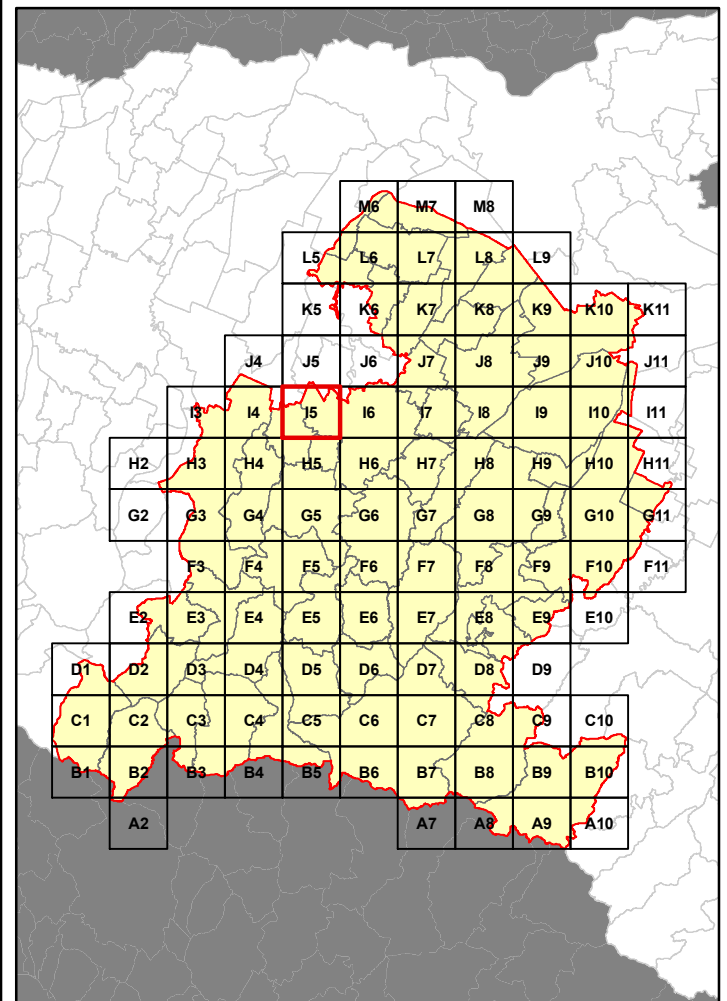 M6 M7 M8
L5 L6 L7 L8 L9
K5 K6 K7 K8 K9 K10 K11
J4 J5 J6 J7 J8 J9 J10 J11
I3 I4 I5 I6 I7 I8 I9 I10 I11
H2 H3 H4 H5 H6 H7 H8 H9 H10 H11
G2 G3 G4 G5 G6 G7 G8 G9 G10 G11
F3 F4 F5 F6 F7 F8 F9 F10 F11
E2 E3 E4 E5 E6 E7 E8 E9 E10
D1 D2 D3 D4 D5 D6 D7 D8 D9
C1 C2 C3 C4 C5 C6 C7 C8 C9 C10
B1 B2 B3 B4 B5 B6 B7 B8 B9 B10
A2 A7 A8 A9 A10